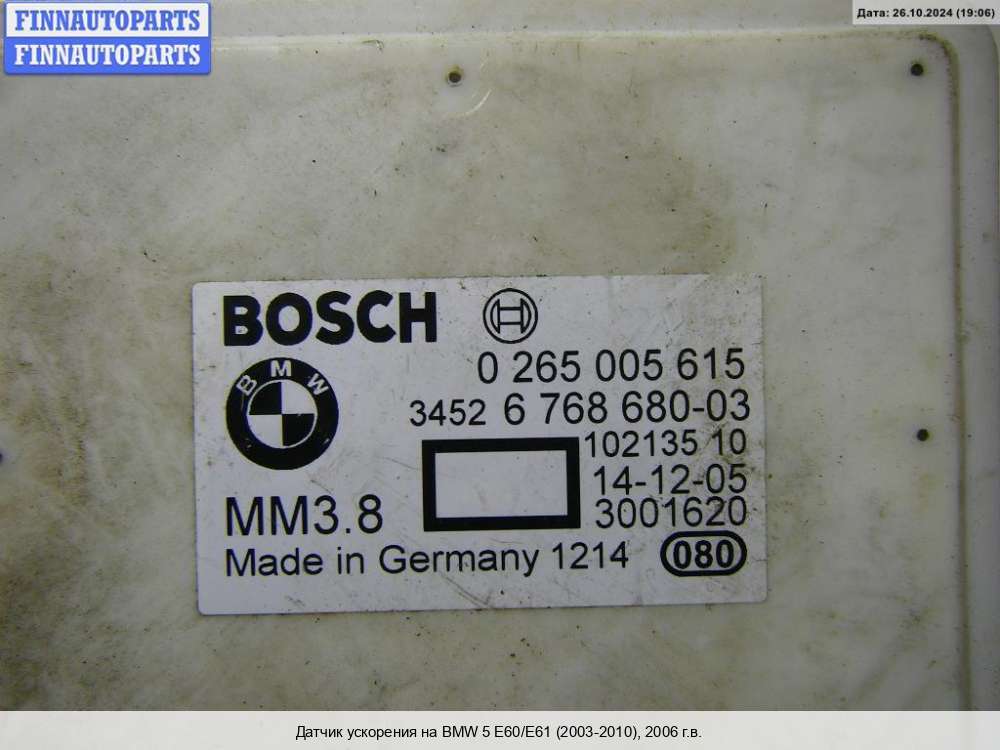 FINNAUTOPARTS
FINNAUTOPARTS
Дата: 26.10.2024 (19:06)
BOSCH
0 265 005 615
BMW
3452 6 768 680-03
102135 10
14-12-05
MM3.8
3001620
Made in Germany 1214
080
Датчик ускорения на BMW 5 E60/E61 (2003-2010), 2006 г.в.